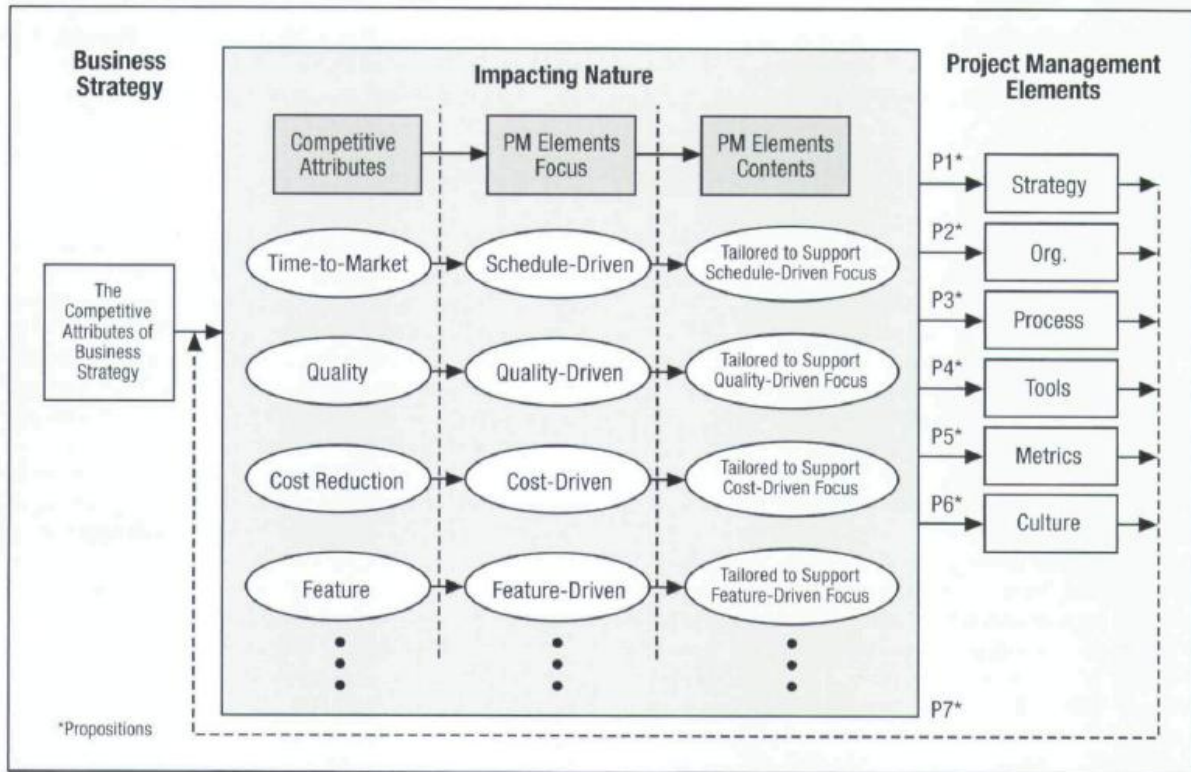 Business
Strategy
Impacting Nature
Project Management
Elements
Competitive
Attributes
PM Elements
Focus
PM Elements
Contents
P1*
Strategy
P2*
Org.
P3*
Process
P4*
Tools
P5*
Metrics
P6*
Culture
The
Competitive
Attributes of
Business
Strategy
Time-to-Market
Schedule-Driven
Tailored to Support
Schedule-Driven Focus
Quality
Quality-Driven
Tailored to Support
Quality-Driven Focus
Cost Reduction
Cost-Driven
Tailored to Support
Cost-Driven Focus
Feature
Feature-Driven
Tailored to Support
Feature-Driven Focus
P7*
*Propositions